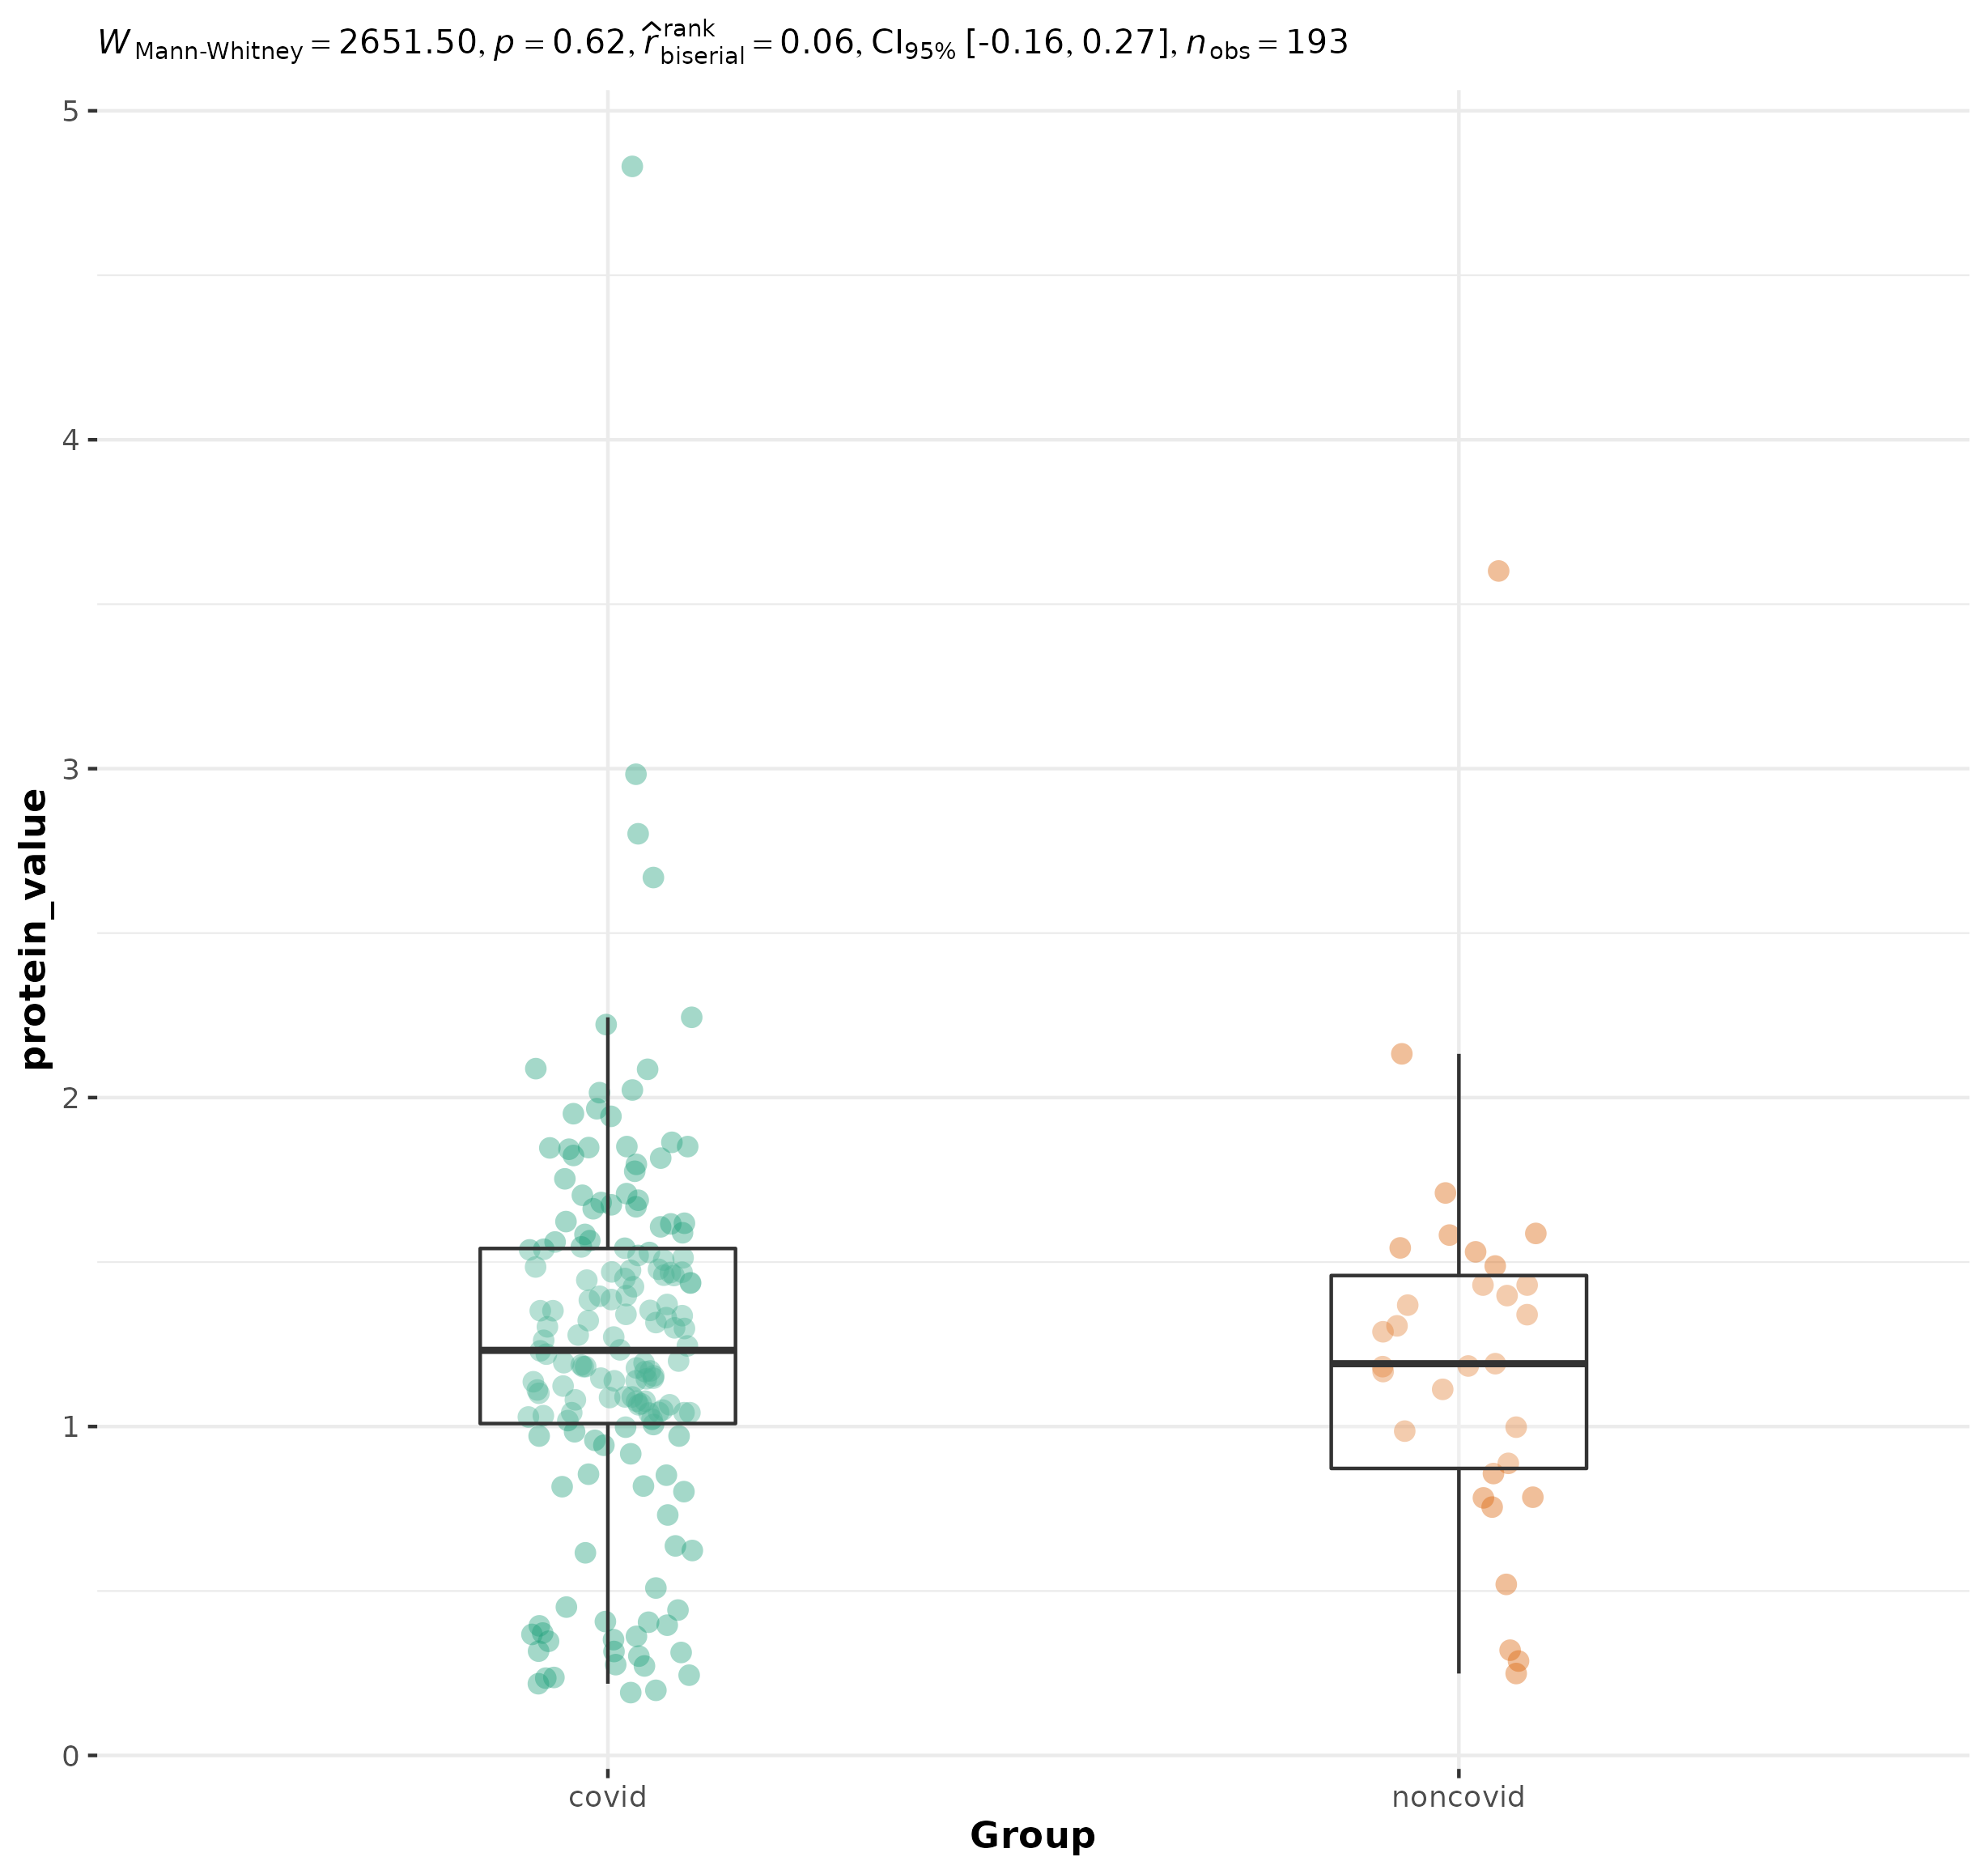 W Mann-Whitney = 2651.50, p = 0.62, r̂ rank biserial = 0.06, CI95% [-0.16, 0.27], n obs = 193
5
4
3
2
1
0
protein_value
covid noncovid
Group